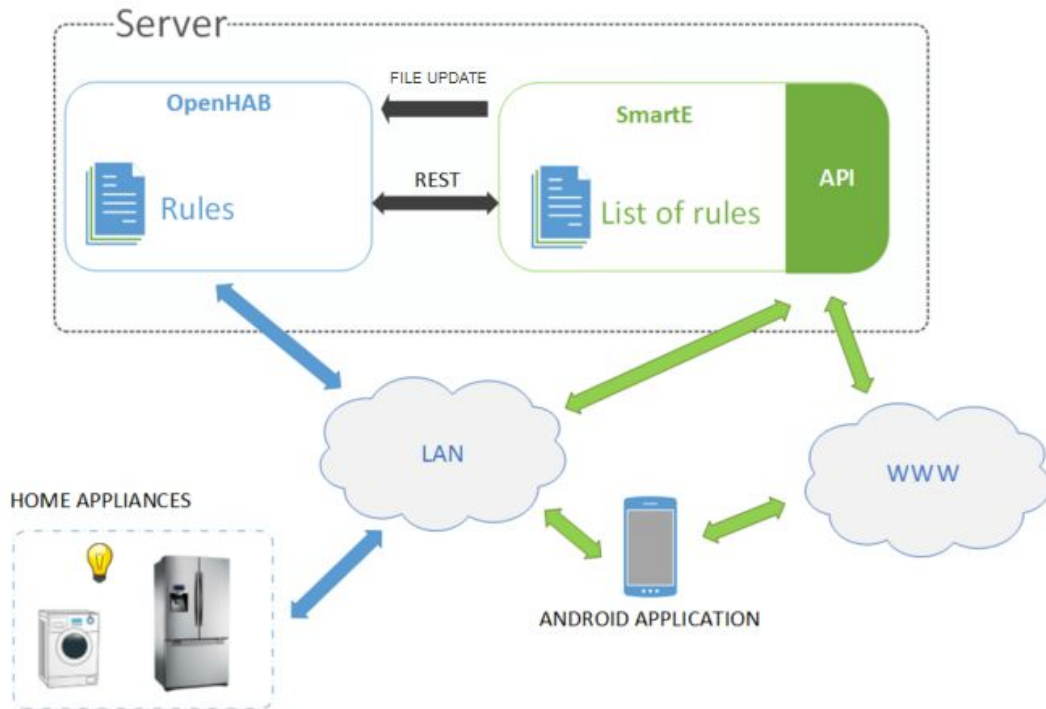 Server
FILE UPDATE
OpenHAB
SmartE
REST
API
Rules
List of rules
LAN
WWW
HOME APPLIANCES
ANDROID APPLICATION